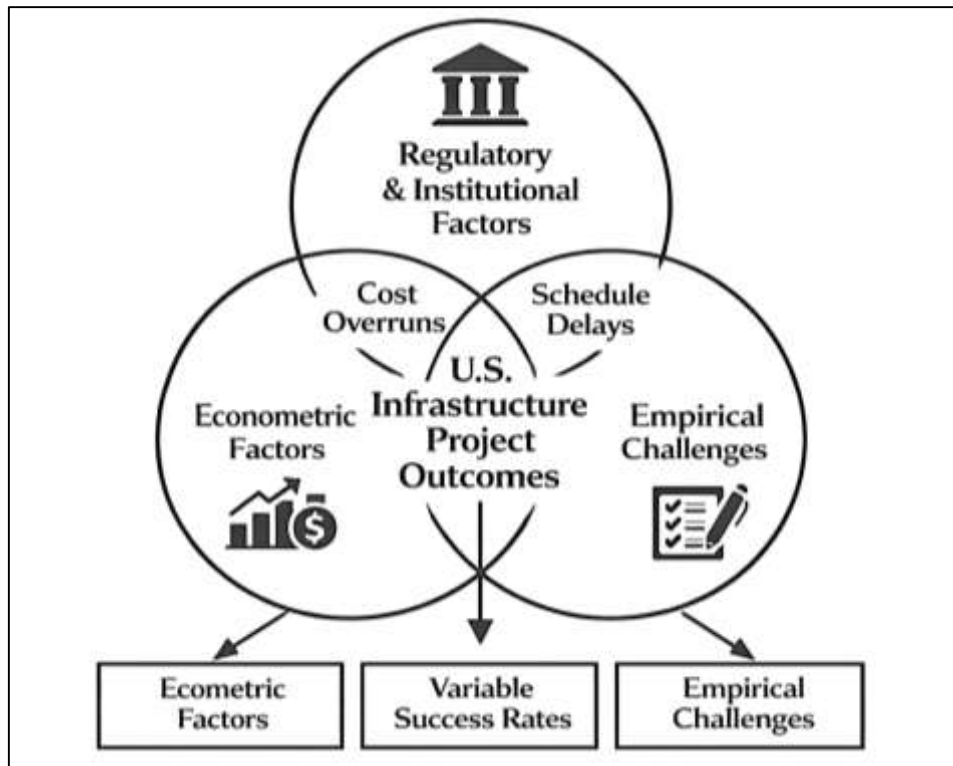 Regulatory
& Institutional
Factors
Cost
Overruns
Schedule
Delays
U.S.
Infrastructure
Project
Outcomes
Econometric
Factors
$
Empirical
Challenges
Ecometric
Factors
Variable
Success Rates
Empirical
Challenges